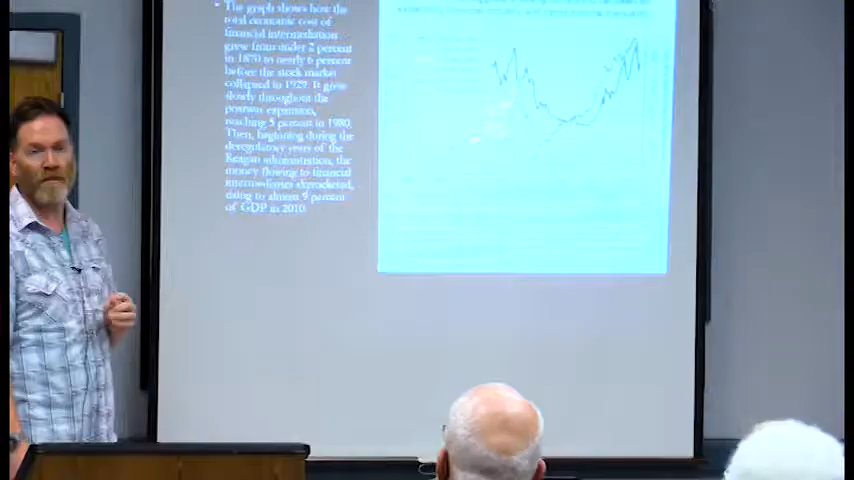 The graph shows how the
total economic cost of
financial intermediation
grew from under 2 percent
in 1870 to nearly 6 percent
before the stock market
collapsed in 1929. It grew
slowly throughout the
postwar expansion,
reaching 5 percent in 1980.
Then, beginning during the
deregulatory years of the
Reagan administration, the
money flowing to financial
intermediaries skyrocketed,
rising to almost 9 percent
of GDP in 2010